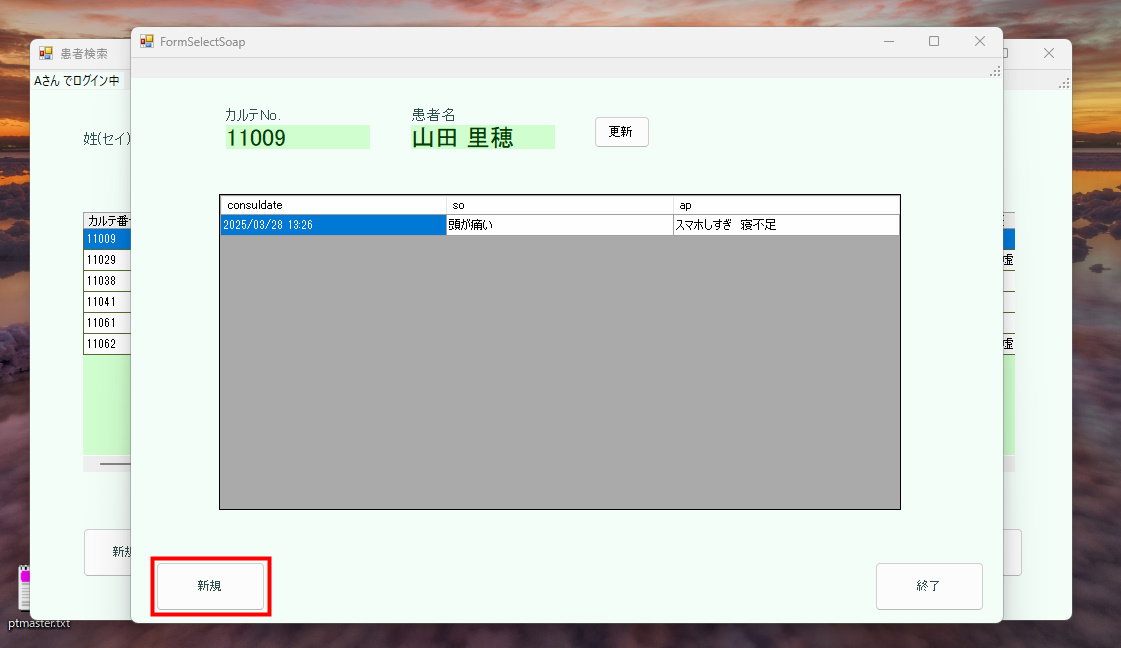 FormSelectSoap
患者検索
Aさん でログイン中
カルテNo.
患者名
11009
山田 里穂
更新
姓(セイ)
consuldate so ap
2025/03/28 13:26 頭が痛い スマホしすぎ 寝不足
カルテ番
11009
11029
虚
11038
11041
11061
11062
虚
新規
新規
終了
ptmaster.txt